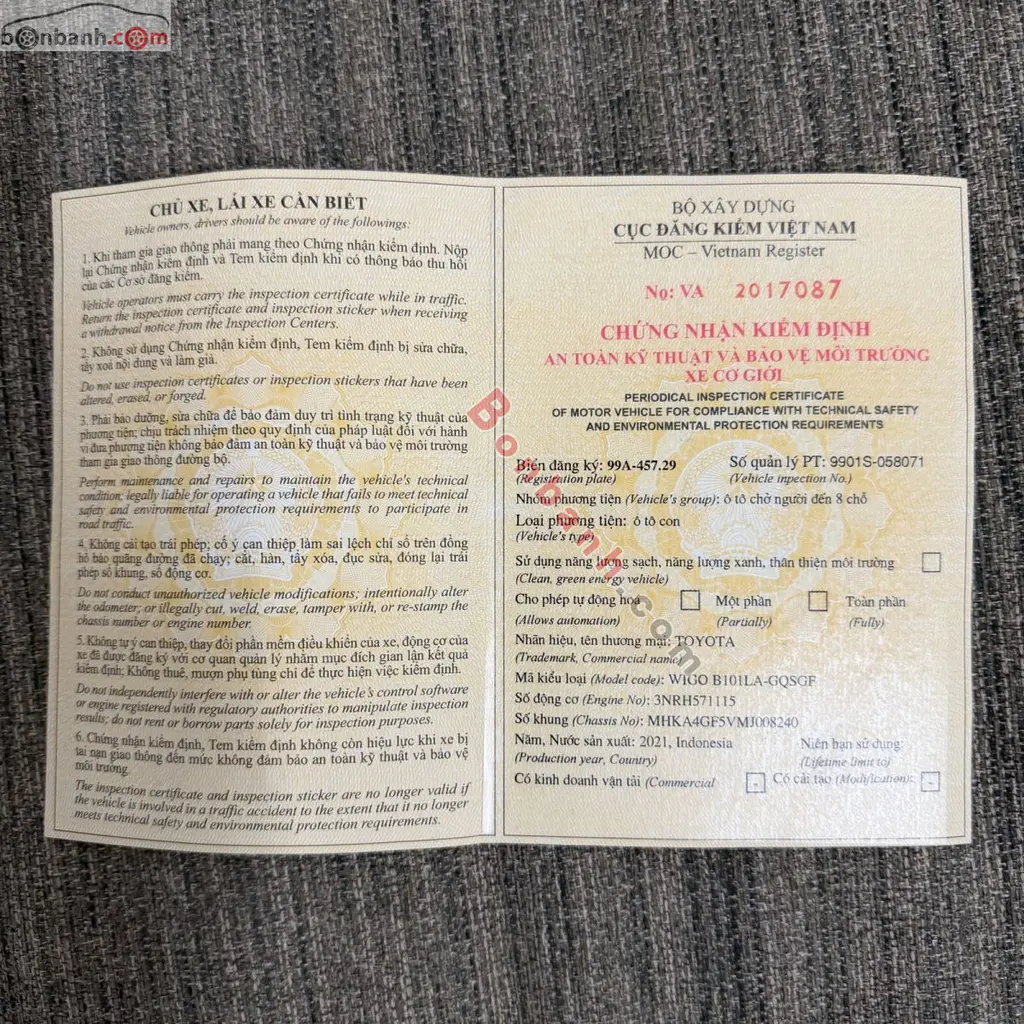 bonbanh.com
CHỦ XE, LÁI XE CẦN BIẾT
Vehicle owners, drivers should be aware of the followings:
1. Khi tham gia giao thông phải mang theo Chứng nhận kiểm định. Nộp
lại Chứng nhận kiểm định và Tem kiểm định khi có thông báo thu hồi
của các Cơ sở đăng kiểm.
Vehicle operators must carry the inspection certificate while in traffic.
Return the inspection certificate and inspection sticker when receiving
a withdrawal notice from the Inspection Centers.
2. Không sử dụng Chứng nhận kiểm định, Tem kiểm định bị sửa chữa,
tẩy xoá nội dung và làm giả.
Do not use inspection certificates or inspection stickers that have been
altered, erased, or forged.
3. Phải bảo dưỡng, sửa chữa để bảo đảm duy trì tình trạng kỹ thuật của
phương tiện; chịu trách nhiệm theo quy định của pháp luật đối với hành
vi đưa phương tiện không bảo đảm an toàn kỹ thuật và bảo vệ môi trường
tham gia giao thông đường bộ.
Perform maintenance and repairs to maintain the vehicle's technical
condition; legally liable for operating a vehicle that fails to meet technical
safety and environmental protection requirements to participate in
road traffic.
4. Không cải tạo trái phép; cố ý can thiệp làm sai lệch chỉ số trên đồng
hồ báo quãng đường đã chạy; cắt, hàn, tẩy xóa, đục sửa, đóng lại trái
phép số khung, số động cơ.
Do not conduct unauthorized vehicle modifications; intentionally alter
the odometer; or illegally cut, weld, erase, tamper with, or re-stamp the
chassis number or engine number.
5. Không tự ý can thiệp, thay đổi phần mềm điều khiển của xe, động cơ của
xe đã được đăng ký với cơ quan quản lý nhằm mục đích gian lận kết quả
kiểm định; Không thuê, mượn phụ tùng chỉ để thực hiện việc kiểm định.
Do not independently interfere with or alter the vehicle's control software
or engine registered with regulatory authorities to manipulate inspection
results; do not rent or borrow parts solely for inspection purposes.
6. Chứng nhận kiểm định, Tem kiểm định không còn hiệu lực khi xe bị
tai nạn giao thông đến mức không đảm bảo an toàn kỹ thuật và bảo vệ
môi trường.
The inspection certificate and inspection sticker are no longer valid if
the vehicle is involved in a traffic accident to the extent that it no longer
meets technical safety and environmental protection requirements.
BỘ XÂY DỰNG
CỤC ĐĂNG KIỂM VIỆT NAM
MOC – Vietnam Register
No: VA 2017087
CHỨNG NHẬN KIỂM ĐỊNH
AN TOÀN KỸ THUẬT VÀ BẢO VỆ MÔI TRƯỜNG
XE CƠ GIỚI
PERIODICAL INSPECTION CERTIFICATE
OF MOTOR VEHICLE FOR COMPLIANCE WITH TECHNICAL SAFETY
AND ENVIRONMENTAL PROTECTION REQUIREMENTS
Biển đăng ký: 99A-457.29 Số quản lý PT: 9901S-058071
(Registration plate) (Vehicle inspection No.)
Nhóm phương tiện (Vehicle's group): ô tô chở người đến 8 chỗ
Loại phương tiện: ô tô con
(Vehicle's type)
Sử dụng năng lượng sạch, năng lượng xanh, thân thiện môi trường
(Clean, green energy vehicle)
Cho phép tự động hoá Một phần Toàn phần
(Allows automation) (Partially) (Fully)
Nhãn hiệu, tên thương mại: TOYOTA
(Trademark, Commercial name)
Mã kiểu loại (Model code): WIGO B101LA-GQSGF
Số động cơ (Engine No): 3NRH571115
Số khung (Chassis No): MHKA4GF5VMJ008240
Năm, Nước sản xuất: 2021, Indonesia Niên hạn sử dụng:
(Production year, Country) (Lifetime limit to)
Có kinh doanh vận tải (Commercial - Có cải tạo (Modification): -
Bonbanh.com